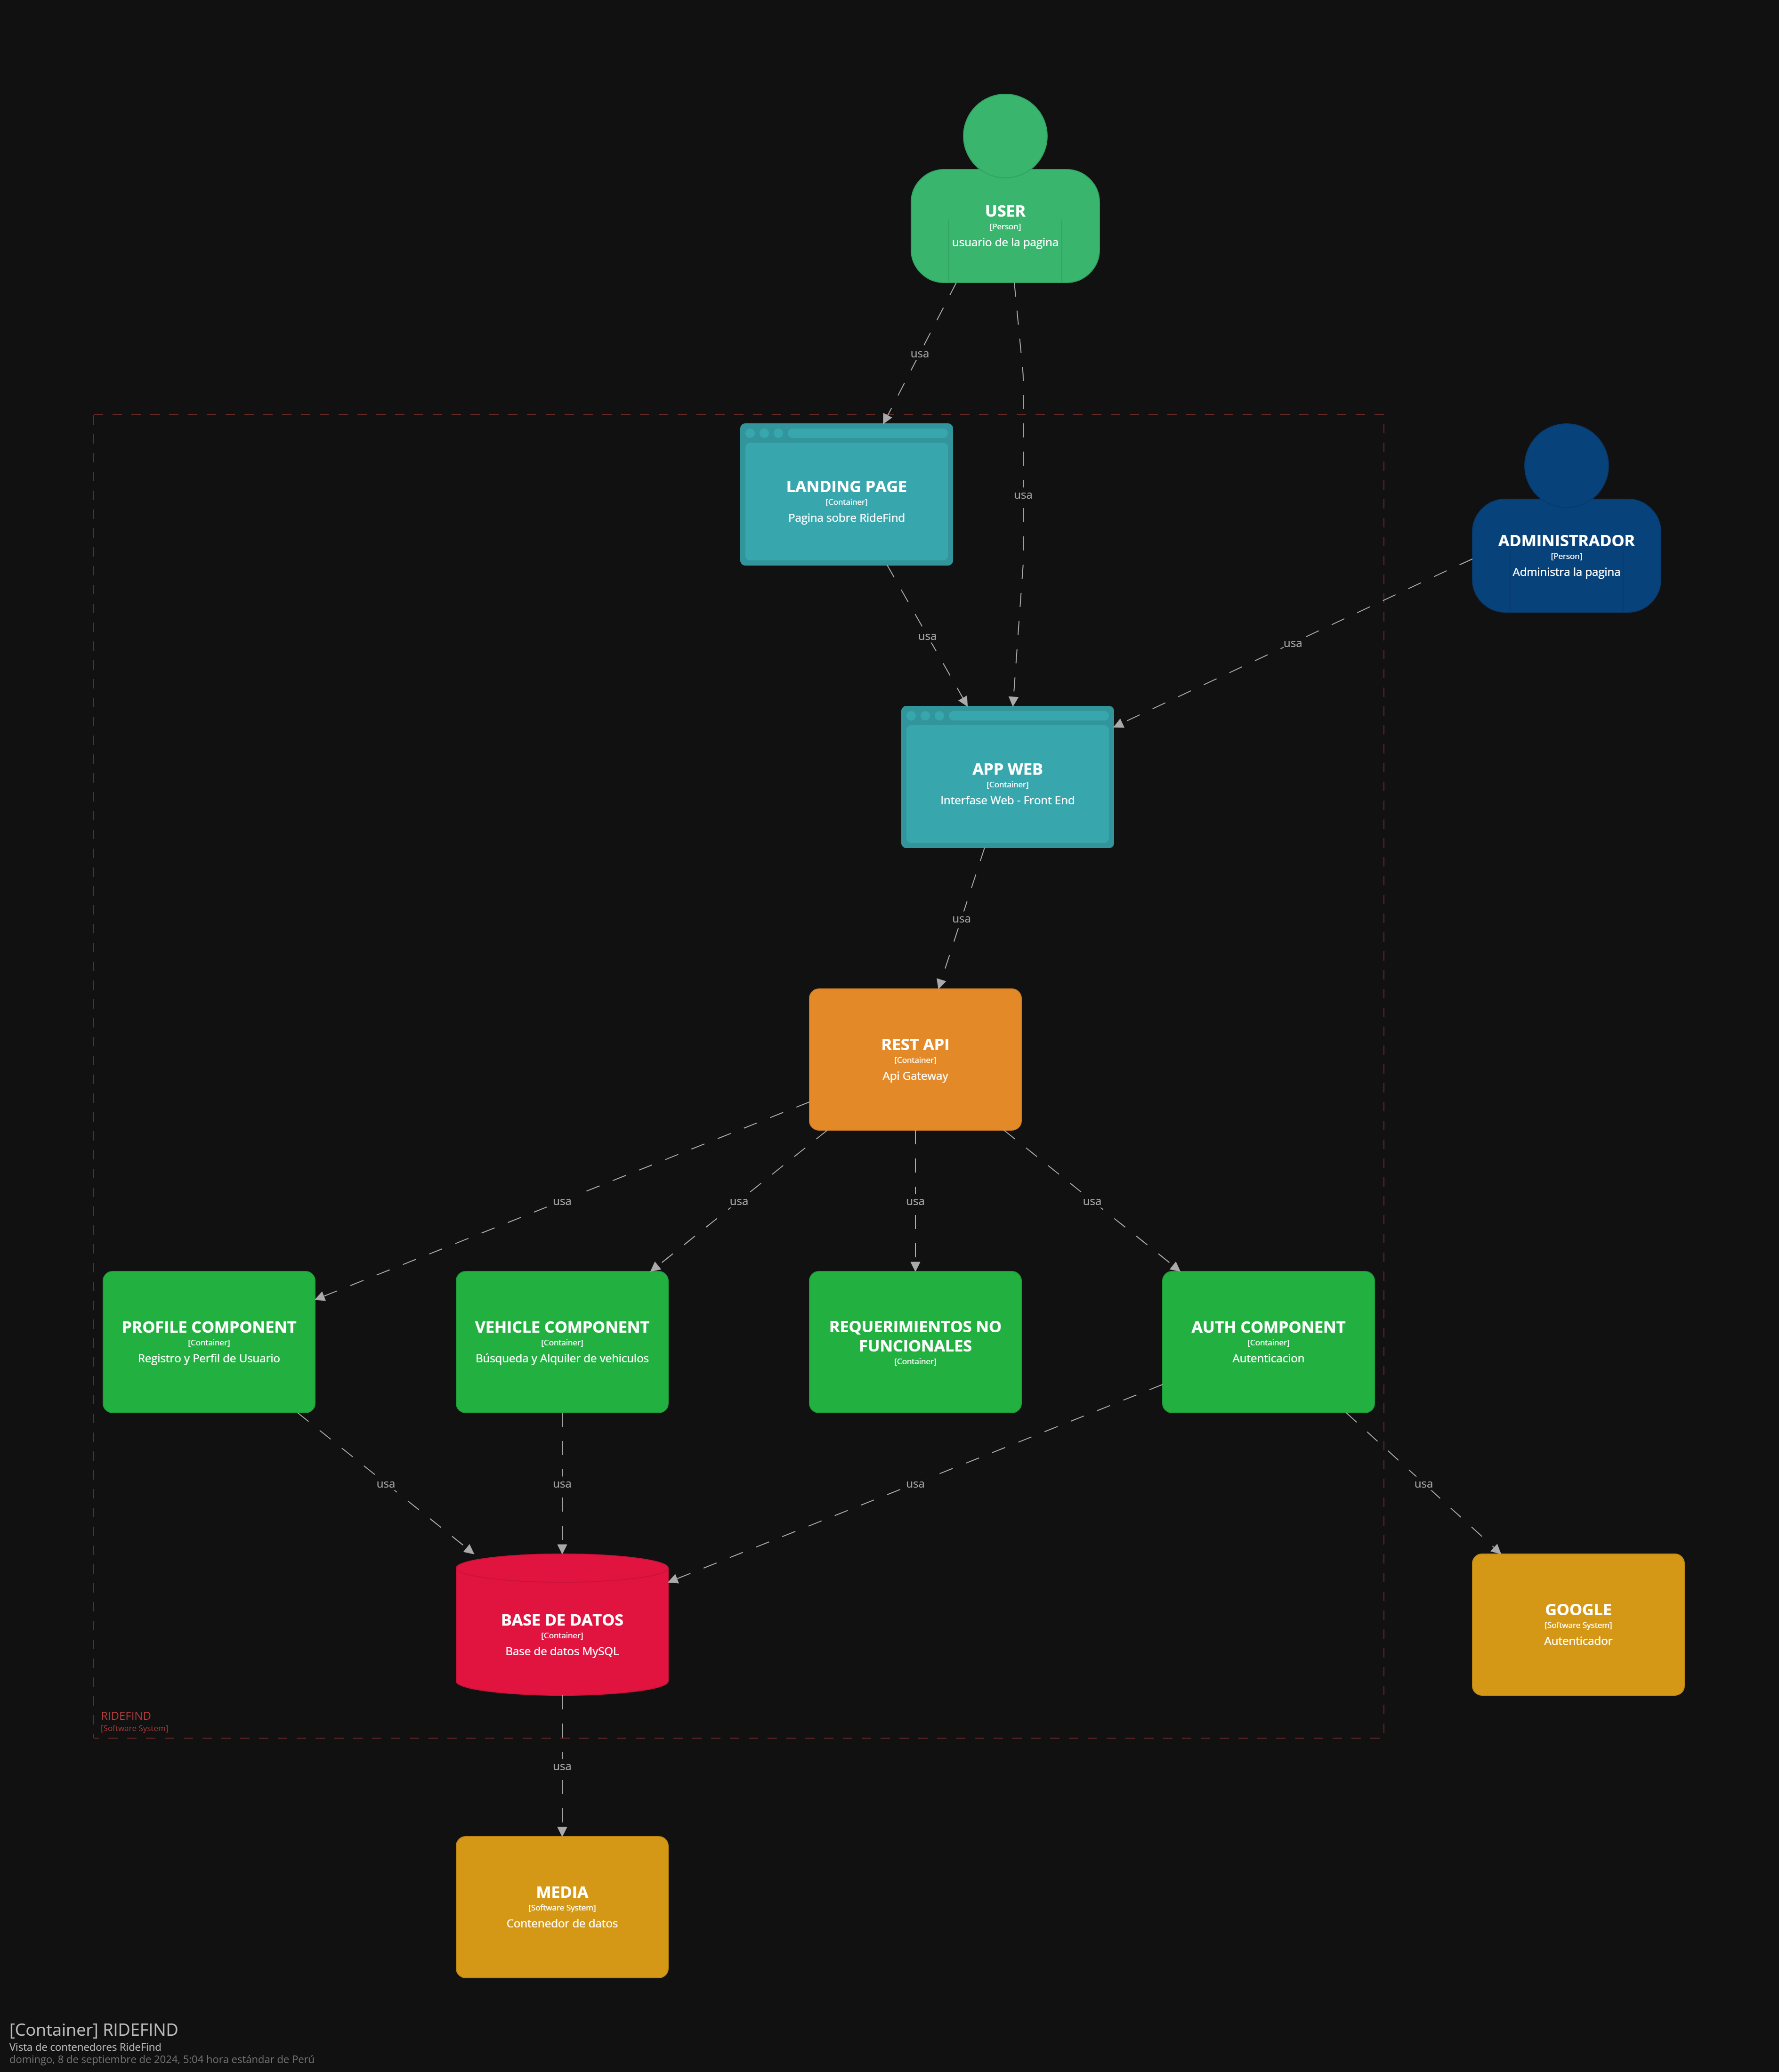 USER
[Person]
usuario de la pagina
usa
LANDING PAGE
[Container]
Pagina sobre RideFind
usa
ADMINISTRADOR
[Person]
Administra la pagina
usa
usa
APP WEB
[Container]
Interfase Web - Front End
usa
REST API
[Container]
Api Gateway
usa
usa
usa
usa
PROFILE COMPONENT
[Container]
Registro y Perfil de Usuario
VEHICLE COMPONENT
[Container]
Búsqueda y Alquiler de vehiculos
REQUERIMIENTOS NO
FUNCIONALES
[Container]
AUTH COMPONENT
[Container]
Autenticacion
usa
usa
usa
usa
BASE DE DATOS
[Container]
Base de datos MySQL
GOOGLE
[Software System]
Autenticador
RIDEFIND
[Software System]
usa
MEDIA
[Software System]
Contenedor de datos
[Container] RIDEFIND
Vista de contenedores RideFind
domingo, 8 de septiembre de 2024, 5:04 hora estándar de Perú